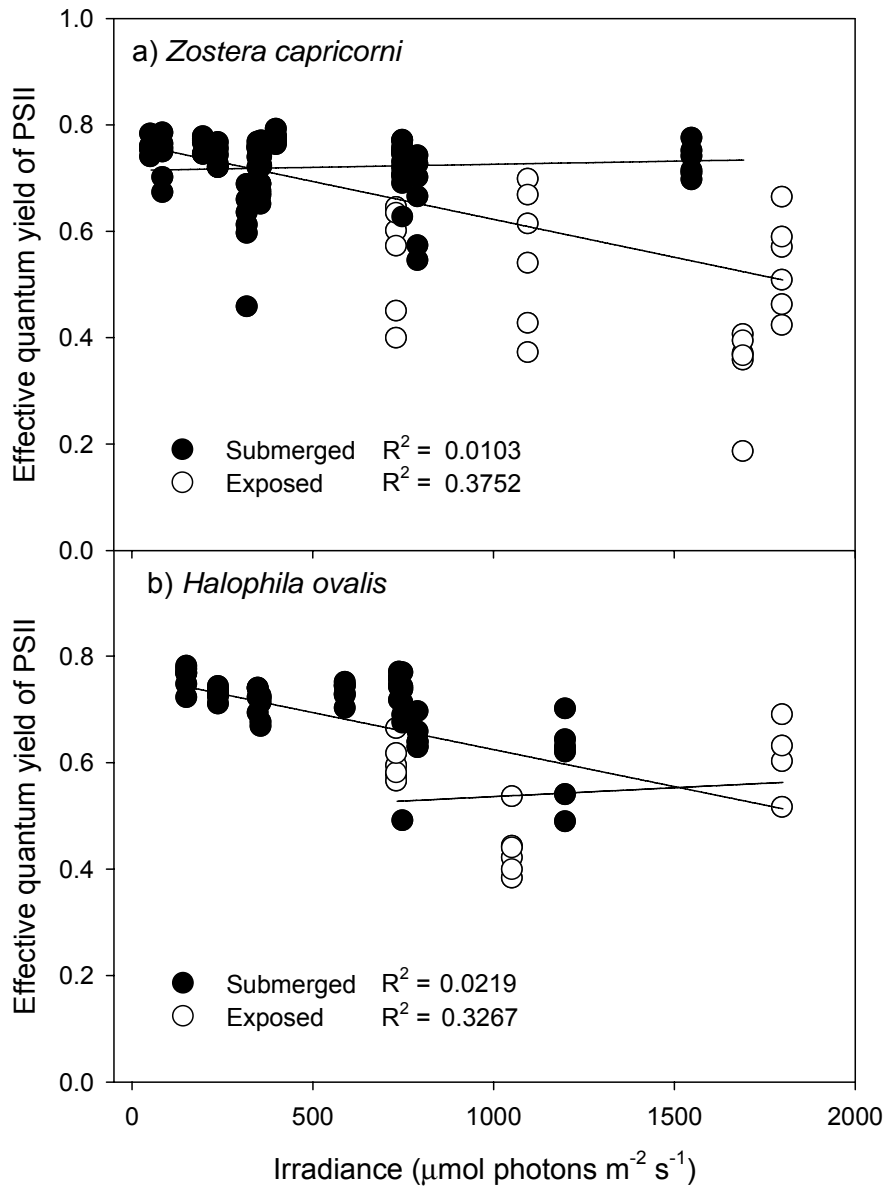 1.0
a) Zostera capricorni
0.8
0.6
0.4
0.2
0.0
Effective quantum yield of PSII
Submerged R² = 0.0103
Exposed R² = 0.3752
b) Halophila ovalis
0.8
0.6
0.4
0.2
0.0
Effective quantum yield of PSII
Submerged R² = 0.0219
Exposed R² = 0.3267
0 500 1000 1500 2000
Irradiance (μmol photons m⁻² s⁻¹)